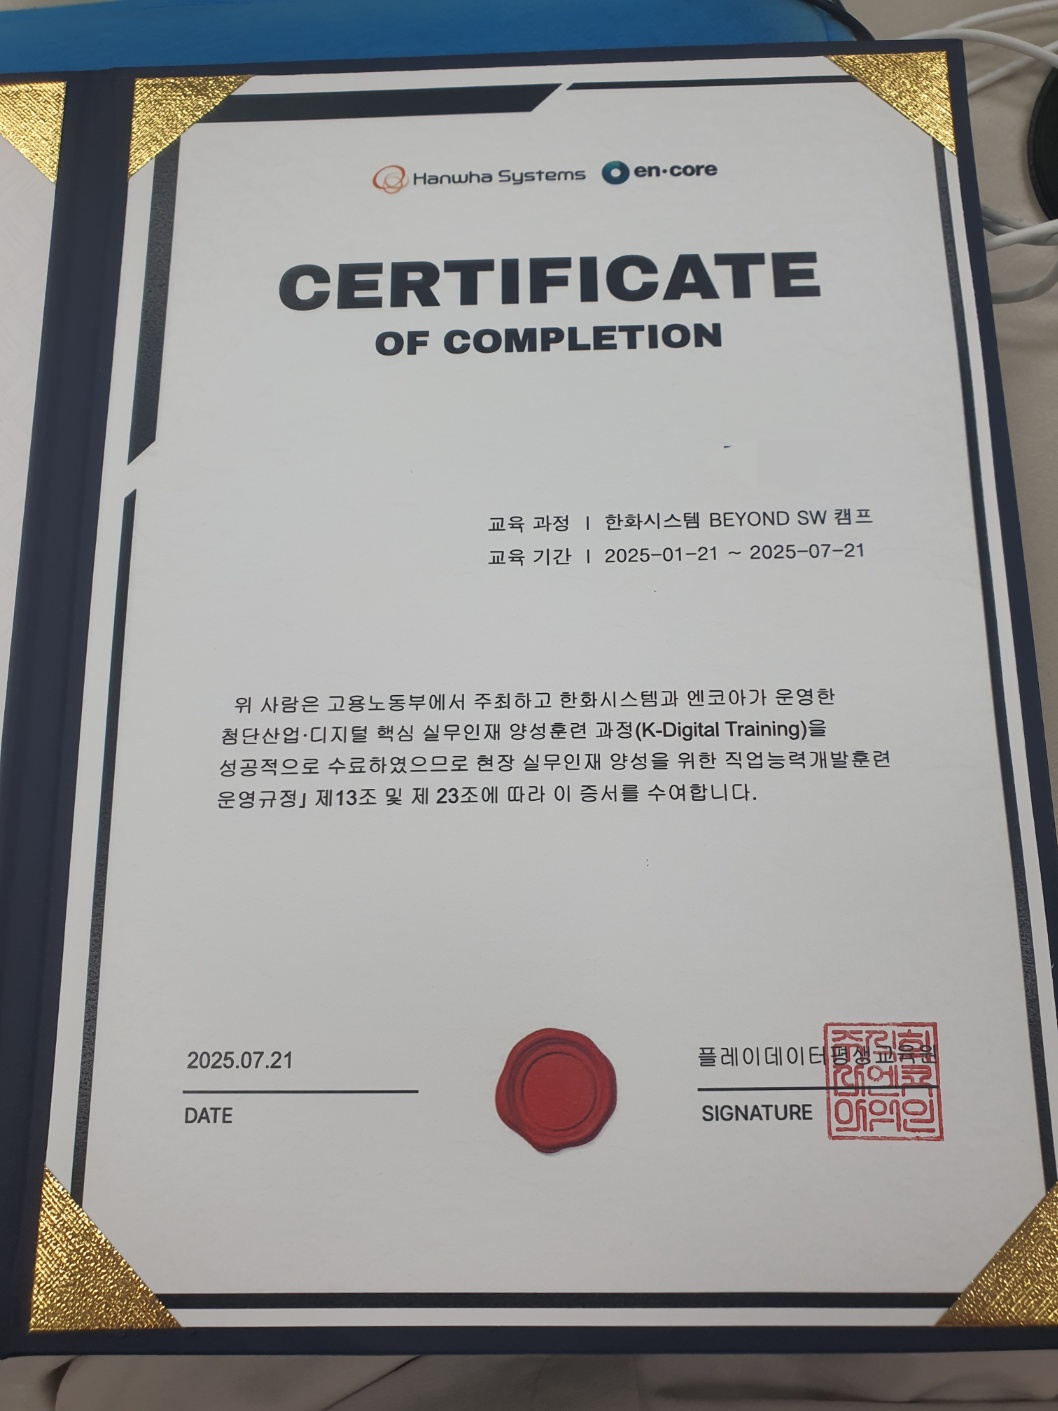 Hanwha Systems en·core
CERTIFICATE
OF COMPLETION
교육 과정 | 한화시스템 BEYOND SW 캠프
교육 기간 | 2025-01-21 ~ 2025-07-21
위 사람은 고용노동부에서 주최하고 한화시스템과 엔코아가 운영한
첨단산업·디지털 핵심 실무인재 양성훈련 과정(K-Digital Training)을
성공적으로 수료하였으므로 현장 실무인재 양성을 위한 직업능력개발훈련
운영규정」 제13조 및 제 23조에 따라 이 증서를 수여합니다.
2025.07.21
DATE
플레이데이터평생교육원
SIGNATURE